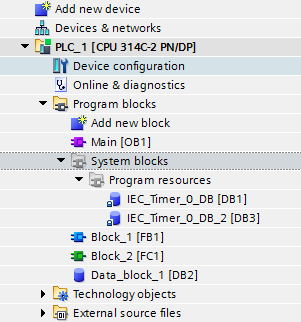 Add new device
Devices & networks
PLC_1 [CPU 314C-2 PN/DP]
Device configuration
Online & diagnostics
Program blocks
Add new block
Main [OB1]
System blocks
Program resources
IEC_Timer_0_DB [DB1]
IEC_Timer_0_DB_2 [DB3]
Block_1 [FB1]
Block_2 [FC1]
Data_block_1 [DB2]
Technology objects
External source files